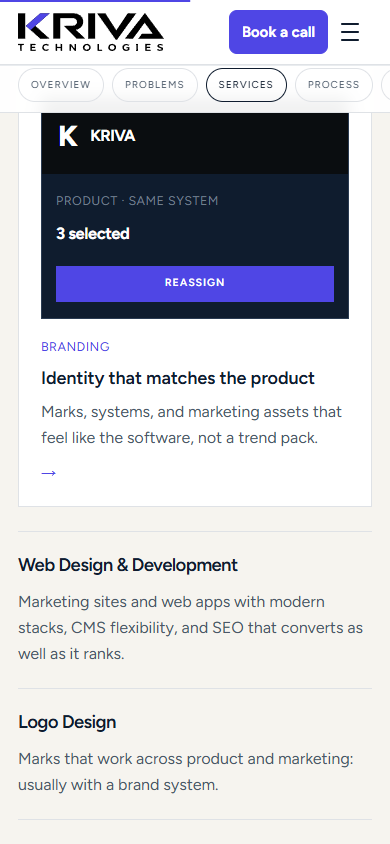 KRIVA
TECHNOLOGIES
Book a call
OVERVIEW
PROBLEMS
SERVICES
PROCESS
K KRIVA
PRODUCT · SAME SYSTEM
3 selected
REASSIGN
BRANDING
Identity that matches the product
Marks, systems, and marketing assets that
feel like the software, not a trend pack.
→
Web Design & Development
Marketing sites and web apps with modern
stacks, CMS flexibility, and SEO that converts as
well as it ranks.
Logo Design
Marks that work across product and marketing:
usually with a brand system.